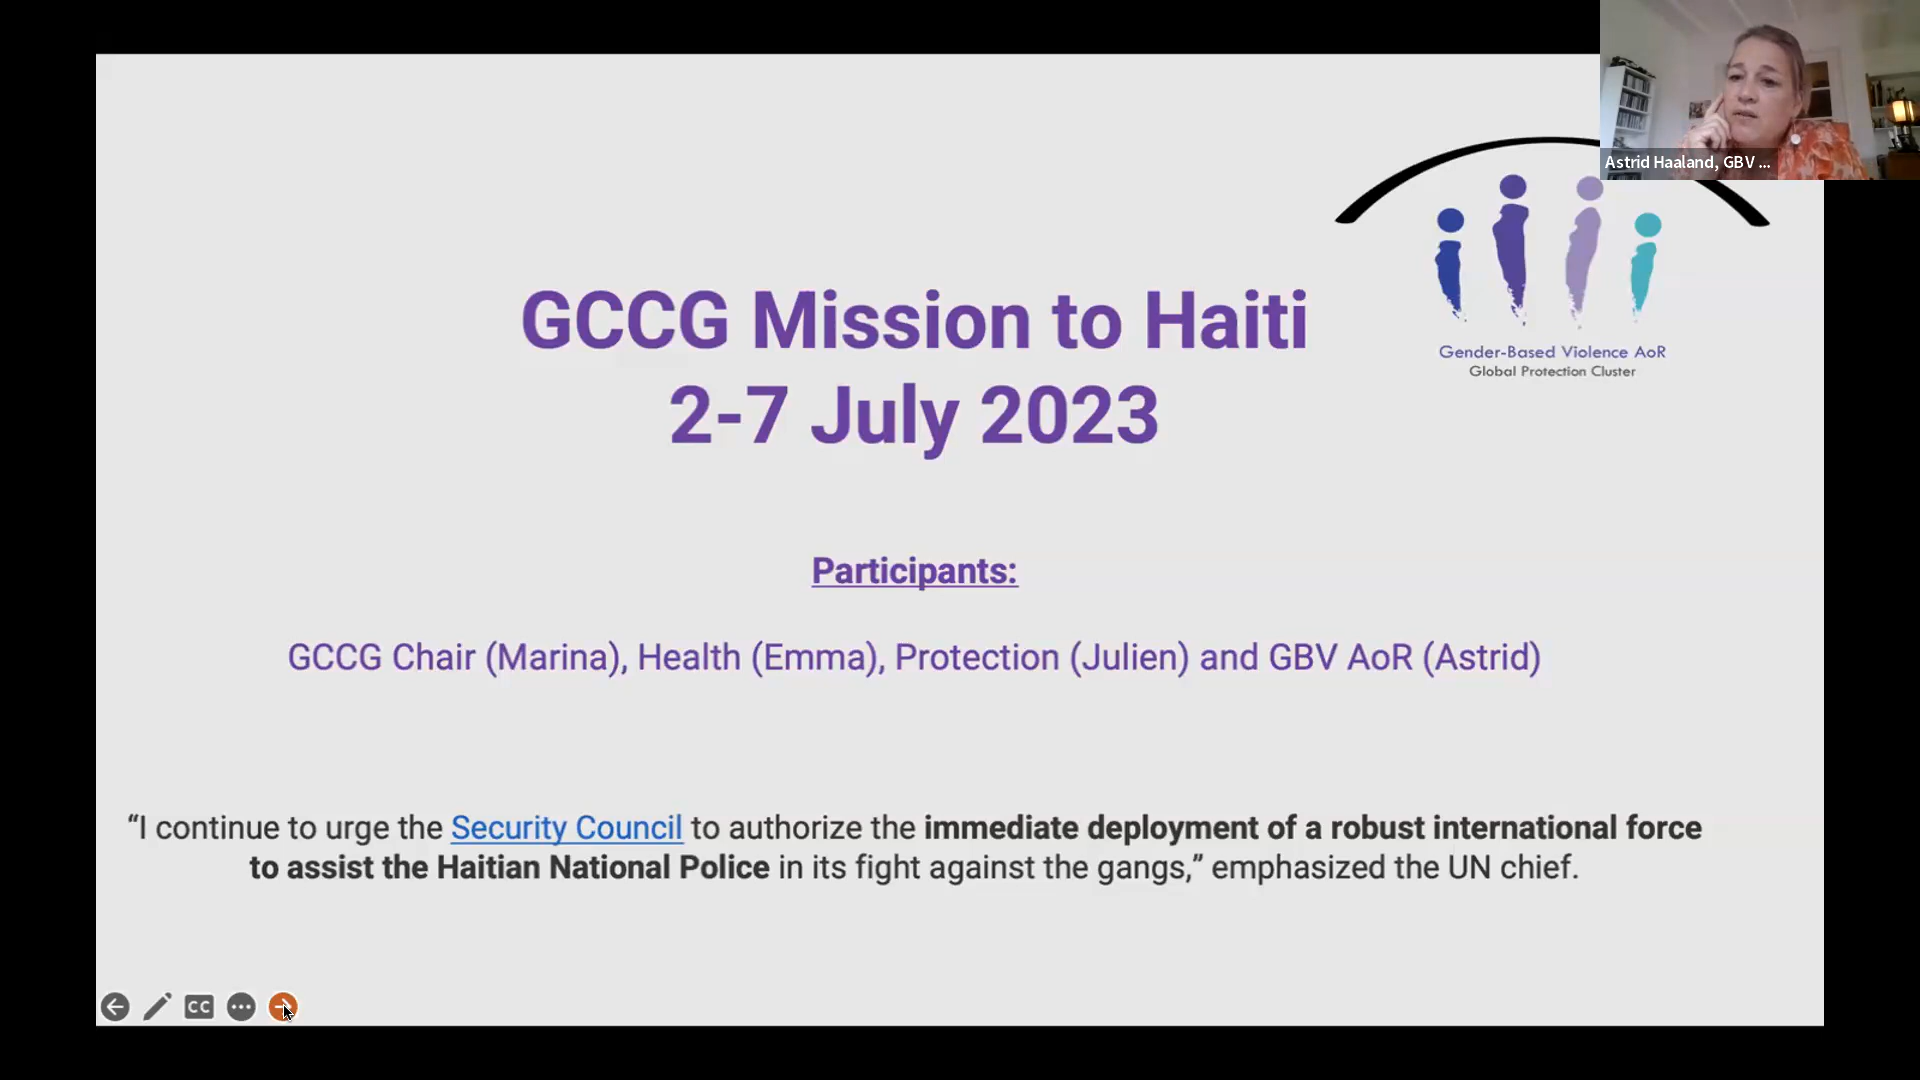 Astrid Haaland, GBV ...
Gender-Based Violence AoR
Global Protection Cluster
GCCG Mission to Haiti
2-7 July 2023
Participants:
GCCG Chair (Marina), Health (Emma), Protection (Julien) and GBV AoR (Astrid)
“I continue to urge the Security Council to authorize the immediate deployment of a robust international force
to assist the Haitian National Police in its fight against the gangs,” emphasized the UN chief.
CC